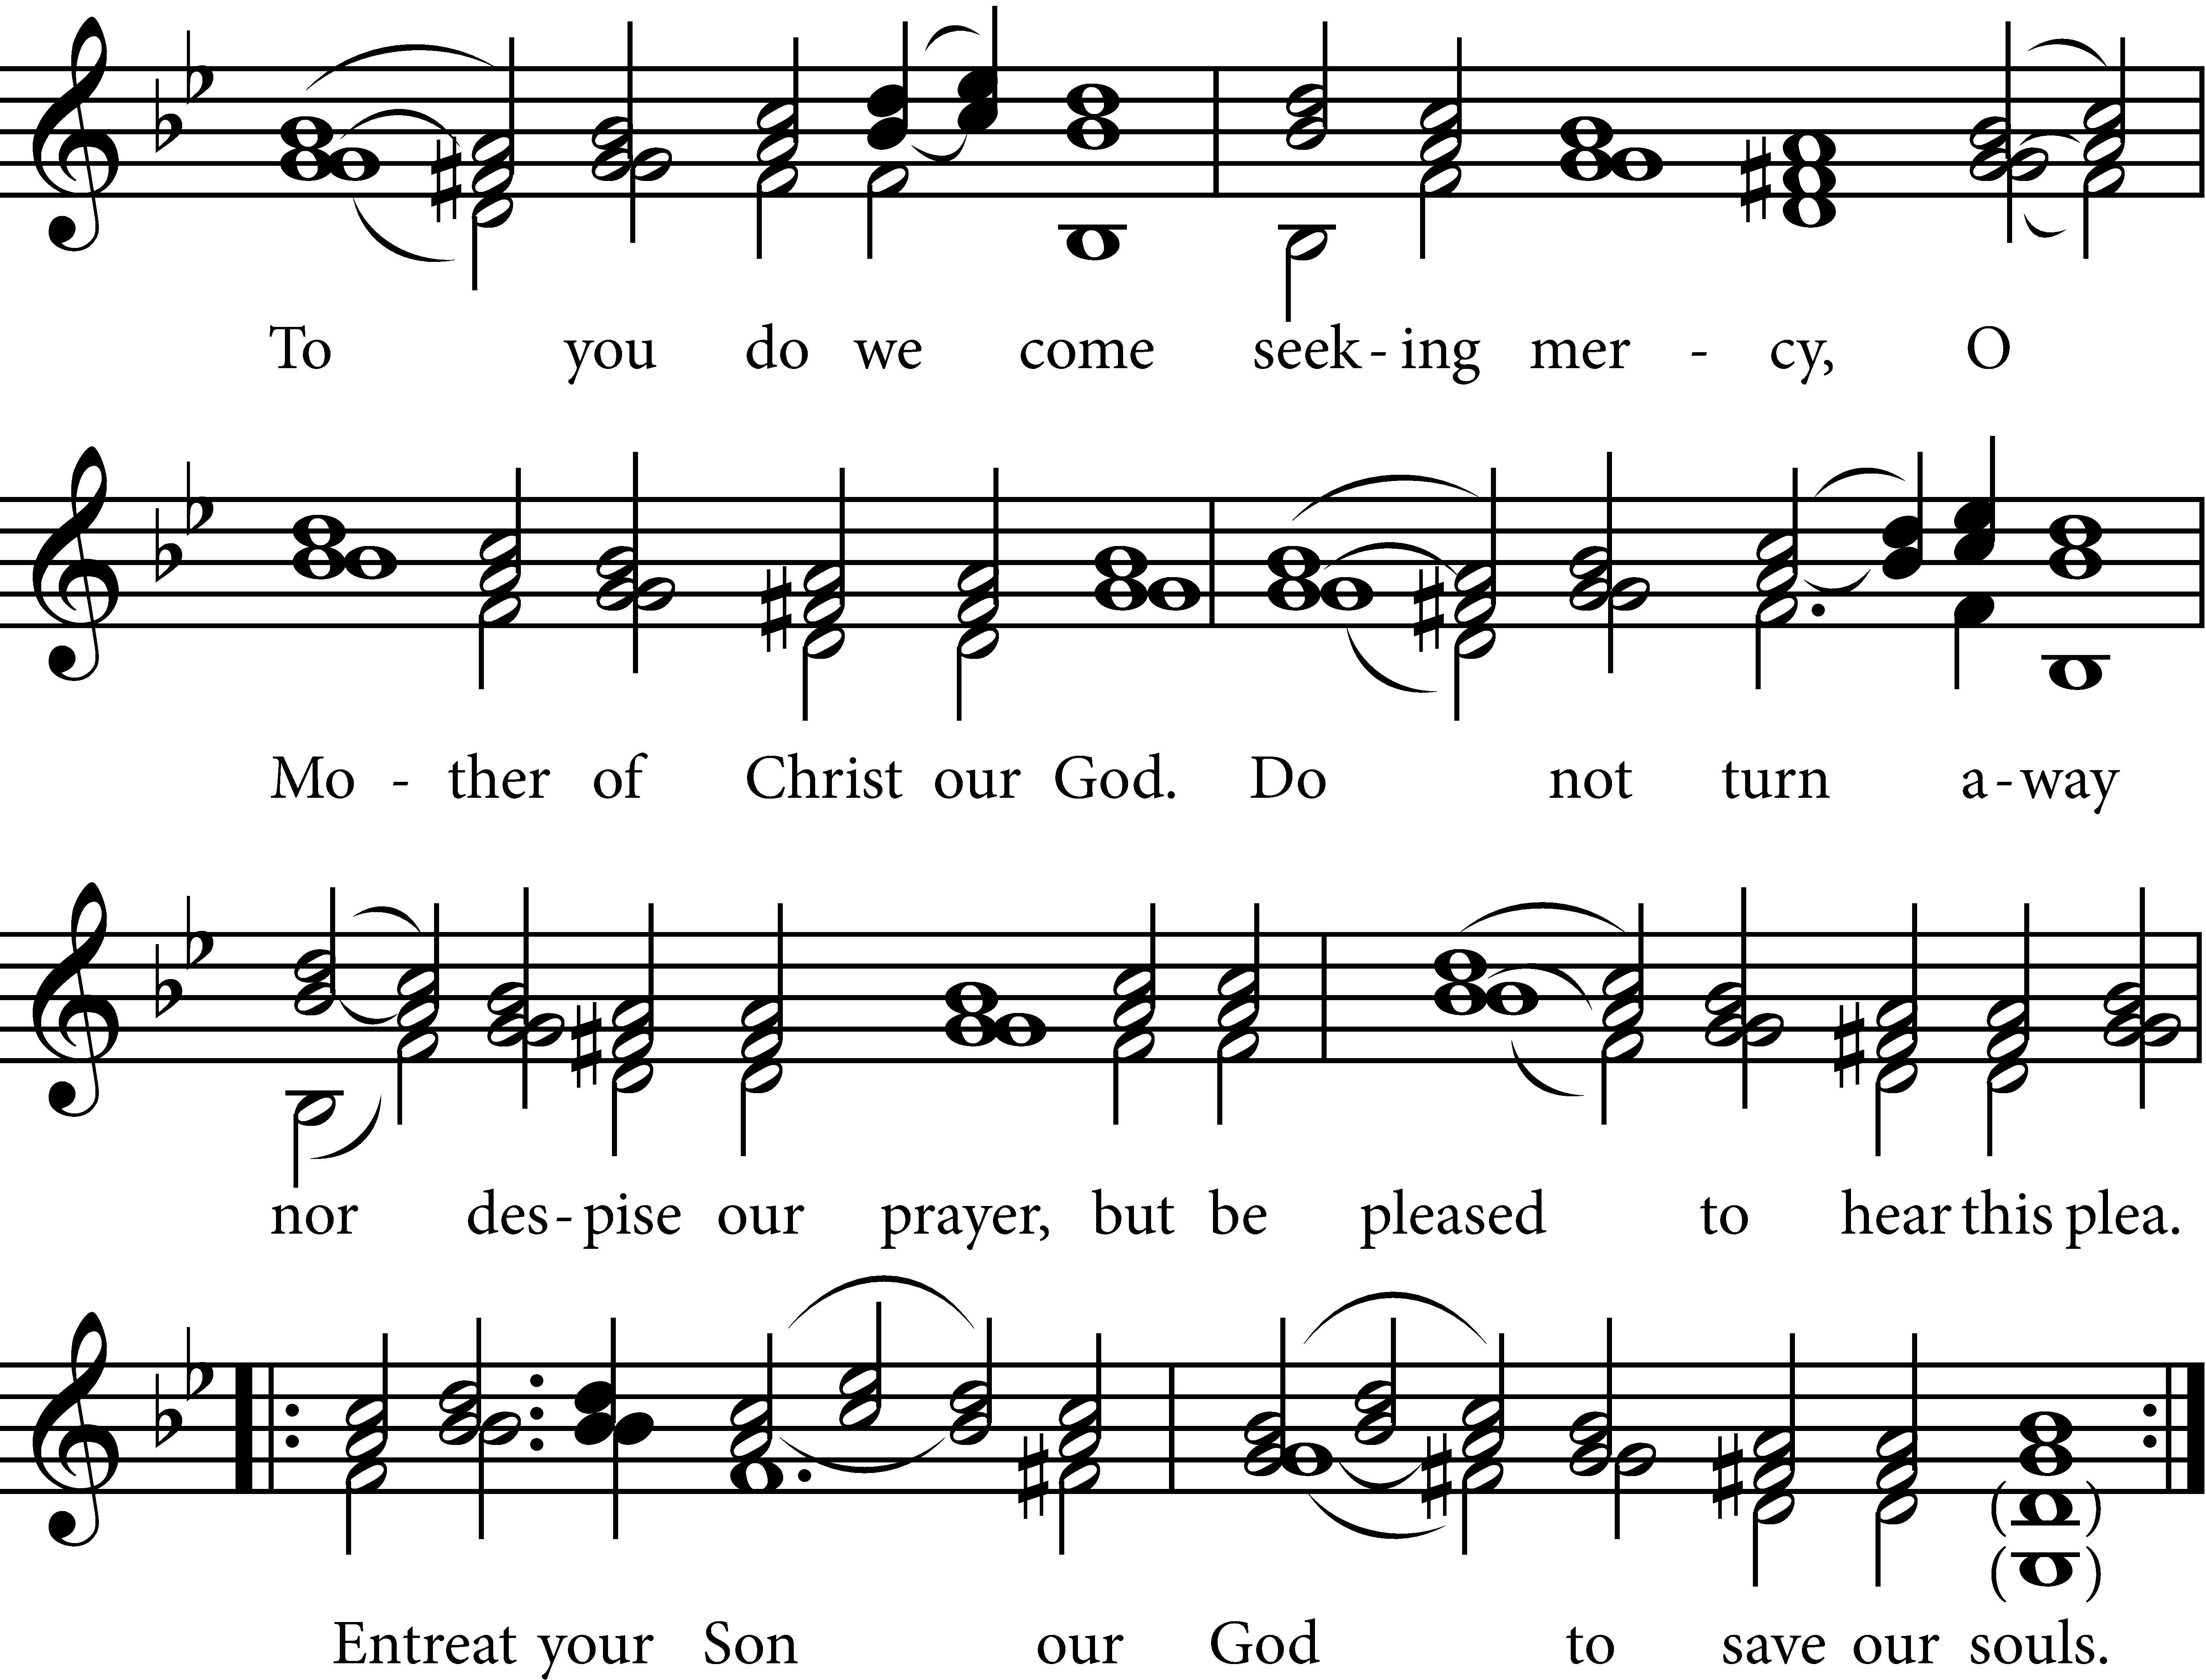 To you do we come seek - ing mer - cy, O
Mo - ther of Christ our God. Do not turn a - way
nor des - pise our prayer, but be pleased to hear this plea.
Entreat your Son our God to save our souls.